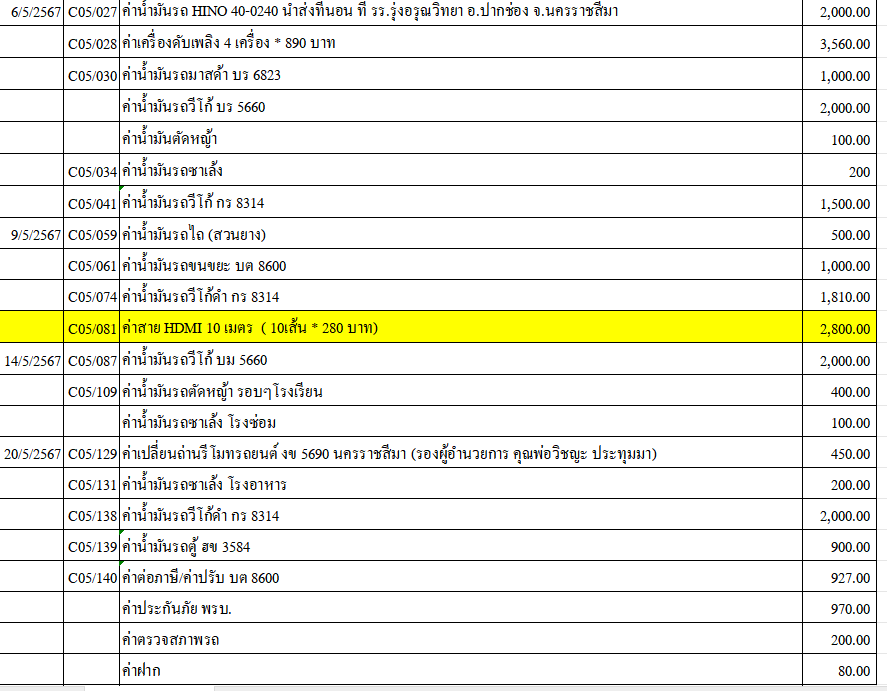 6/5/2567 C05/027 ค่าน้ำมันรถ HINO 40-0240 นำส่งที่นอน ที่ รร.รุ่งอรุณวิทยา อ.ปากช่อง จ.นครราชสีมา 2,000.00
C05/028 ค่าเครื่องดับเพลิง 4 เครื่อง * 890 บาท 3,560.00
C05/030 ค่าน้ำมันรถมาสด้า บร 6823 1,000.00
ค่าน้ำมันรถวีโก้ บร 5660 2,000.00
ค่าน้ำมันตัดหญ้า 100.00
C05/034 ค่าน้ำมันรถซาเล้ง 200
C05/041 ค่าน้ำมันรถวีโก้ กร 8314 1,500.00
9/5/2567 C05/059 ค่าน้ำมันรถไถ (สวนยาง) 500.00
C05/061 ค่าน้ำมันรถขนขยะ บต 8600 1,000.00
C05/074 ค่าน้ำมันรถวีโก้ดำ กร 8314 1,810.00
C05/081 ค่าสาย HDMI 10 เมตร ( 10เส้น * 280 บาท) 2,800.00
14/5/2567 C05/087 ค่าน้ำมันรถวีโก้ บม 5660 2,000.00
C05/109 ค่าน้ำมันรถตัดหญ้า รอบๆโรงเรียน 400.00
ค่าน้ำมันรถซาเล้ง โรงซ่อม 100.00
20/5/2567 C05/129 ค่าเปลี่ยนถ่านรีโมทรถยนต์ งข 5690 นครราชสีมา (รองผู้อำนวยการ คุณพ่อวิชญะ ประทุมมา) 450.00
C05/131 ค่าน้ำมันรถซาเล้ง โรงอาหาร 200.00
C05/138 ค่าน้ำมันรถวีโก้ดำ กร 8314 2,000.00
C05/139 ค่าน้ำมันรถตู้ ฮข 3584 900.00
C05/140 ค่าต่อภาษี/ค่าปรับ บต 8600 927.00
ค่าประกันภัย พรบ. 970.00
ค่าตรวจสภาพรถ 200.00
ค่าฝาก 80.00